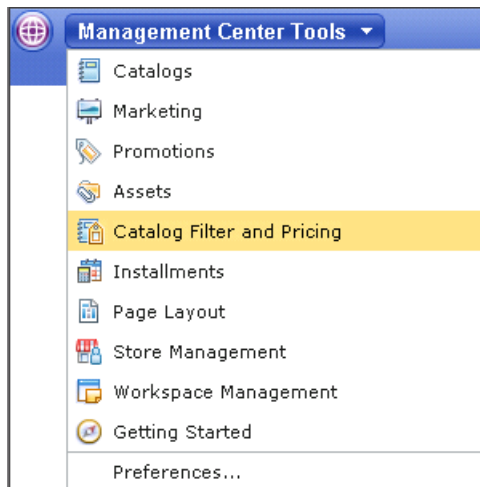 Management Center Tools
Catalogs
Marketing
Promotions
Assets
Catalog Filter and Pricing
Installments
Page Layout
Store Management
Workspace Management
Getting Started
Preferences...